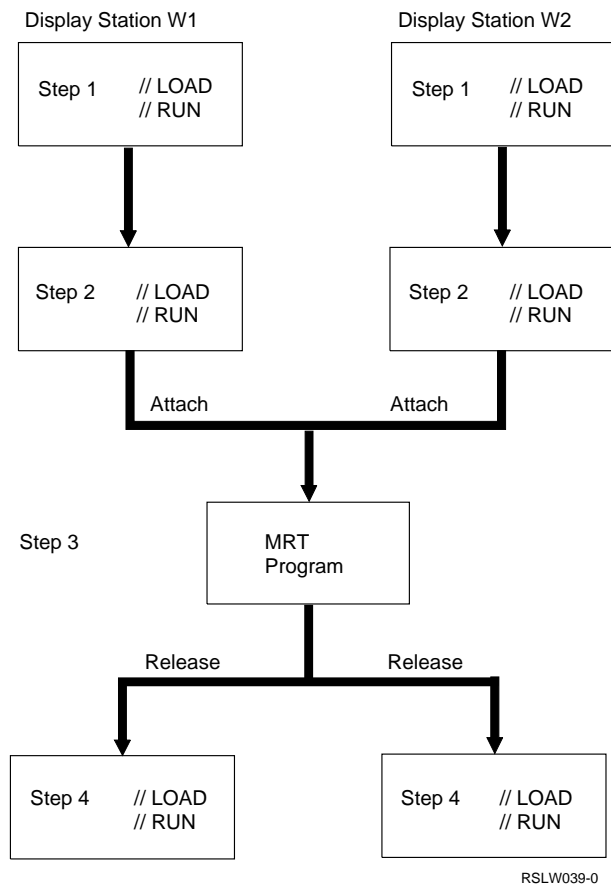 Display Station W1
Display Station W2
Step 1 // LOAD
// RUN
Step 1 // LOAD
// RUN
Step 2 // LOAD
// RUN
Step 2 // LOAD
// RUN
Attach
Attach
Step 3
MRT
Program
Release
Release
Step 4 // LOAD
// RUN
Step 4 // LOAD
// RUN
RSLW039-0